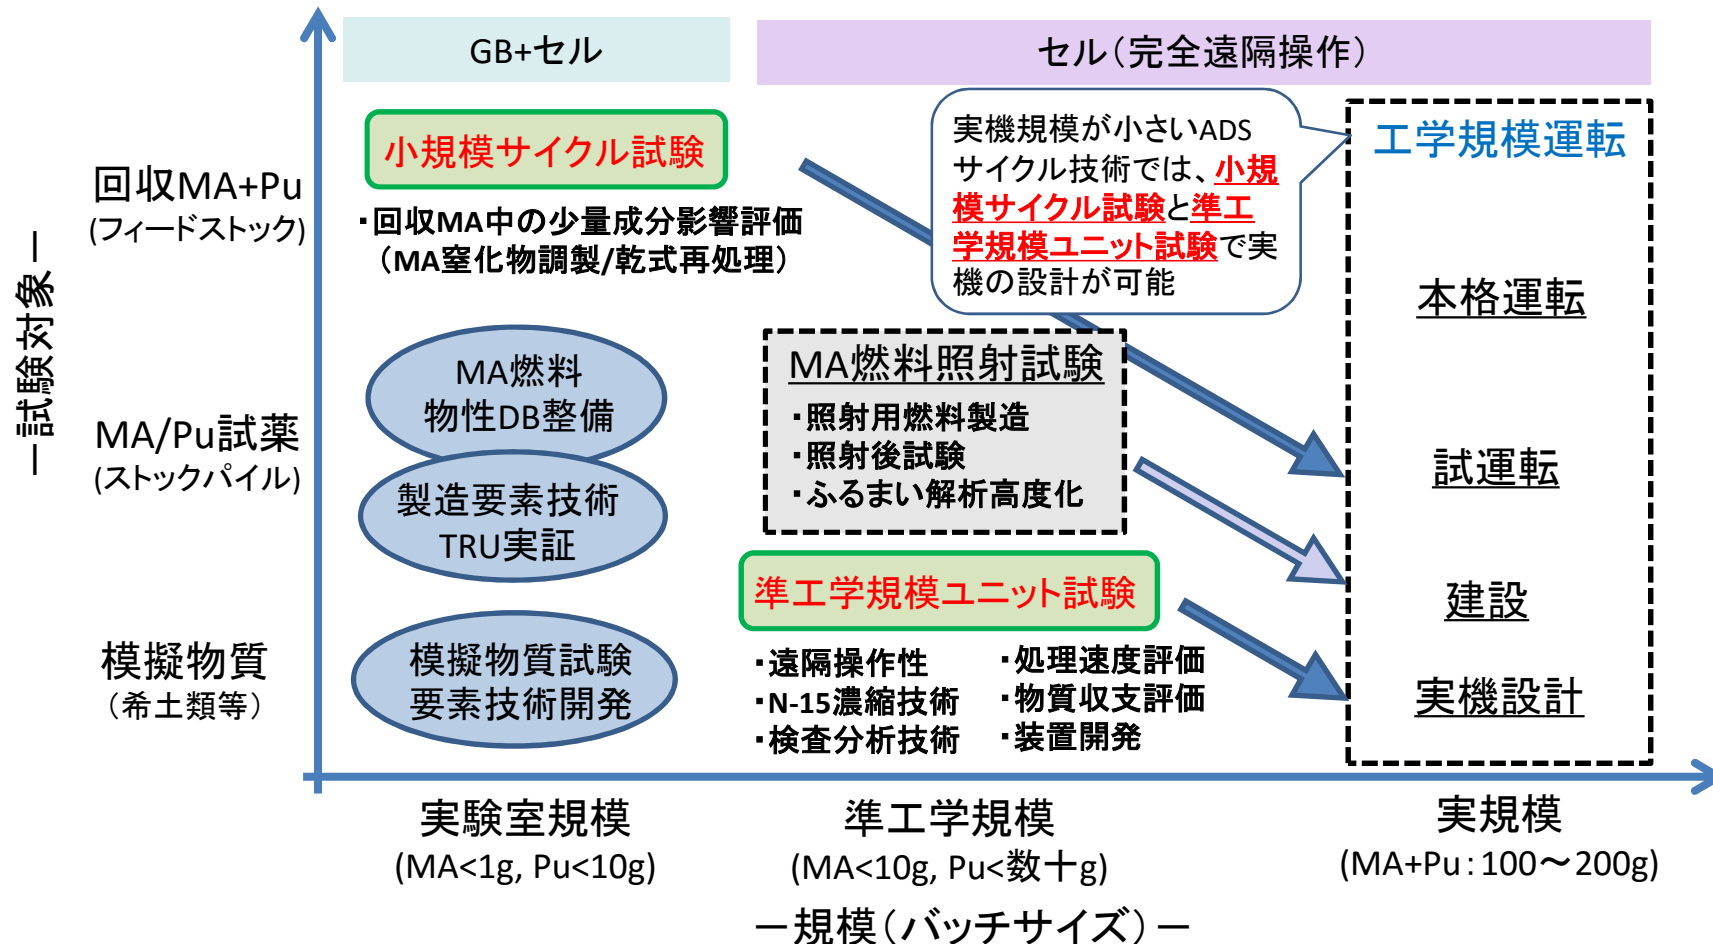 GB+セル
セル（完全遠隔操作）
－試験対象－
回収MA+Pu
(フィードストック)
MA/Pu試薬
(ストックパイル)
模擬物質
（希土類等）
小規模サイクル試験
・回収MA中の少量成分影響評価
（MA窒化物調製/乾式再処理）
MA燃料
物性DB整備
製造要素技術
TRU実証
模擬物質試験
要素技術開発
実機規模が小さいADS
サイクル技術では、小規
模サイクル試験と準工
学規模ユニット試験で実
機の設計が可能
MA燃料照射試験
・照射用燃料製造
・照射後試験
・ふるまい解析高度化
準工学規模ユニット試験
・遠隔操作性
・N-15濃縮技術
・検査分析技術
・処理速度評価
・物質収支評価
・装置開発
工学規模運転
本格運転
試運転
建設
実機設計
実験室規模
(MA<1g, Pu<10g)
準工学規模
(MA<10g, Pu<数十g)
実規模
(MA+Pu：100～200g)
－規模（バッチサイズ）－